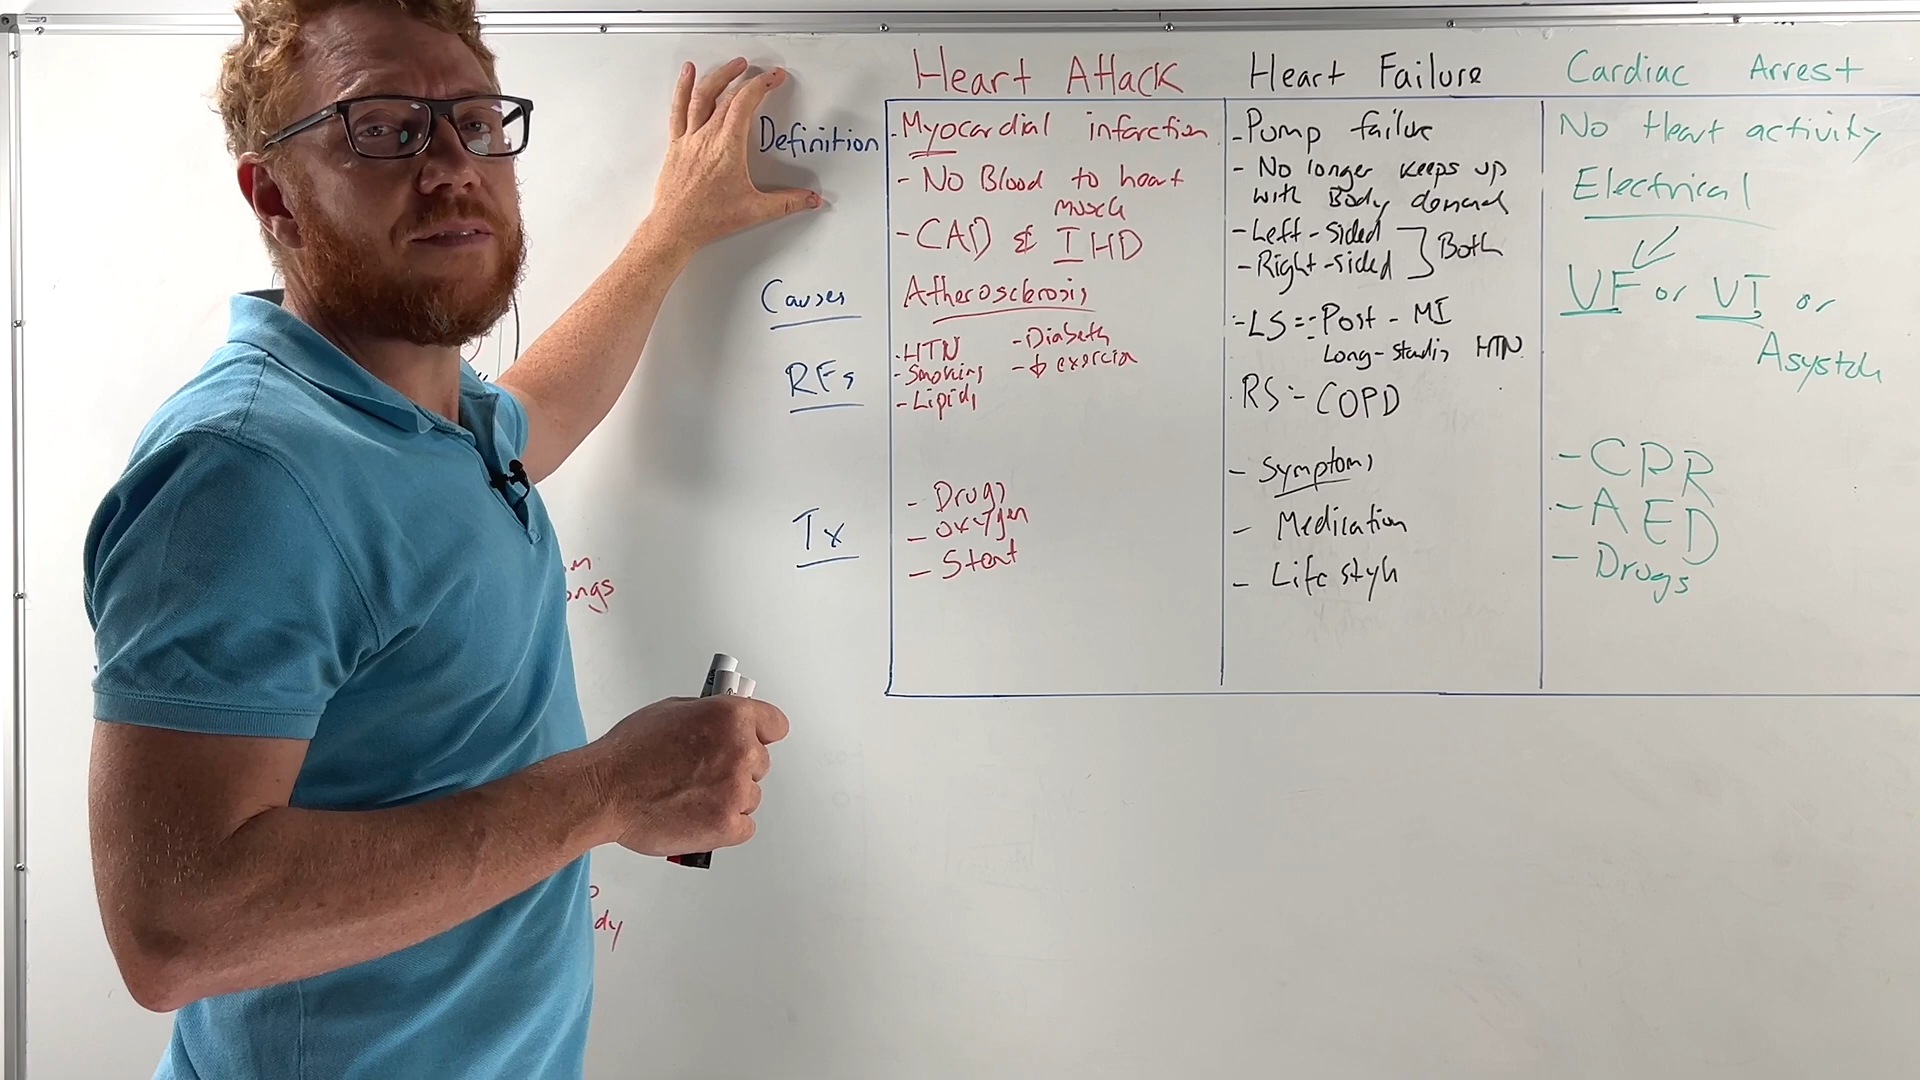 Heart Attack
Heart Failure
Cardiac Arrest
Definition
- Myocardial infarction
- No Blood to heart
muscle
- CAD & IHD
- Pump failure
- No longer keeps up
with Body demand
- Left-sided
- Right-sided
Both
No Heart activity
Electrical
VF or VT or
Asystole
Causes
Atherosclerosis
- LS =- Post-MI
Long-standing HTN
RS - COPD
RFs
- HTN
- Smoking
- Lipids
- Diabetes
- ↓ exercise
Tx
- Drugs
- Oxygen
- Stent
- Symptoms
- Medication
- Lifestyle
- CPR
- AED
- Drugs
ongs
dy